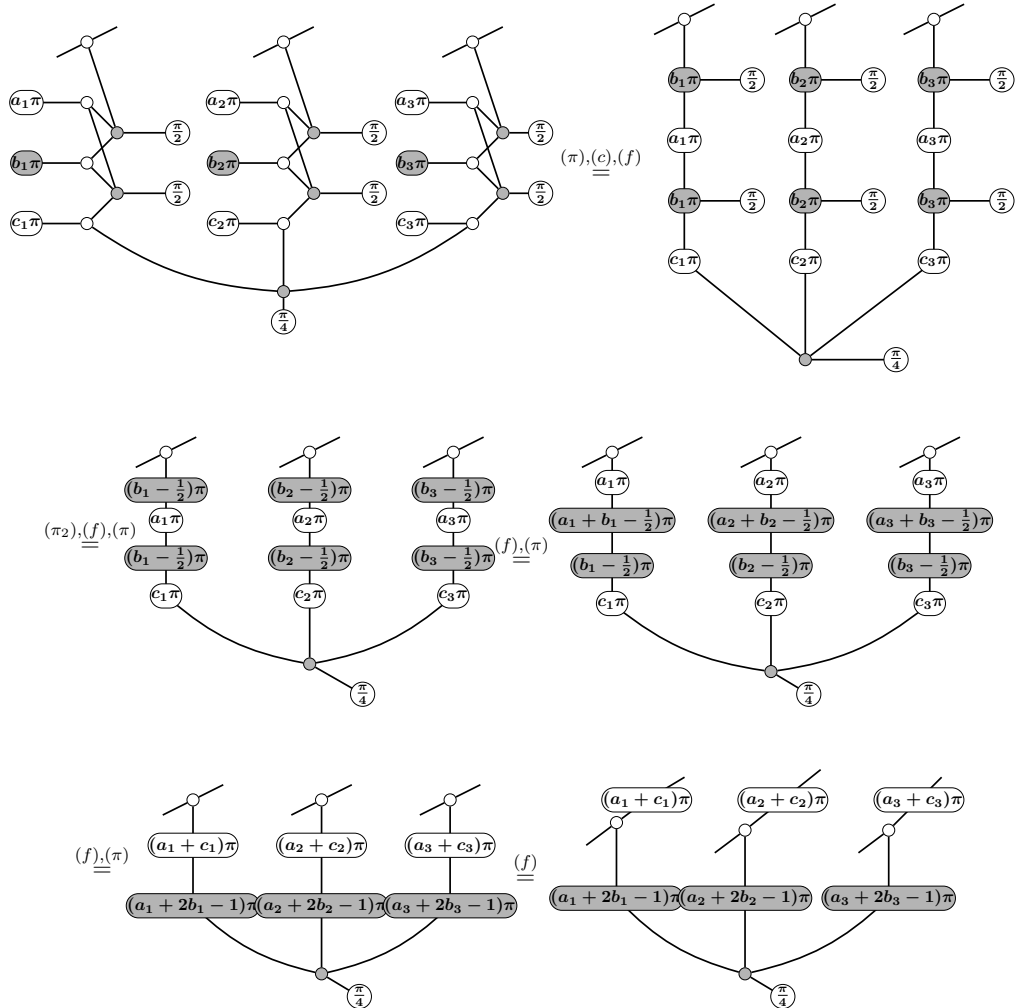 b₁π π/2 b₂π π/2 b₃π π/2
a₁π π/2 a₂π π/2 a₃π π/2
a₁π a₂π a₃π
b₁π b₂π b₃π (π),(c),(f) =
π/2 π/2 π/2 b₁π π/2 b₂π π/2 b₃π π/2
c₁π c₂π c₃π
c₁π c₂π c₃π
π/4
π/4
(b₁ − 1/2)π (b₂ − 1/2)π (b₃ − 1/2)π a₁π a₂π a₃π
a₁π a₂π a₃π (a₁ + b₁ − 1/2)π (a₂ + b₂ − 1/2)π (a₃ + b₃ − 1/2)π
(π₂),(f),(π) =
(b₁ − 1/2)π (b₂ − 1/2)π (b₃ − 1/2)π (f),(π) = (b₁ − 1/2)π (b₂ − 1/2)π (b₃ − 1/2)π
c₁π c₂π c₃π c₁π c₂π c₃π
π/4 π/4
(a₁ + c₁)π (a₂ + c₂)π (a₃ + c₃)π
(f),(π) = (a₁ + c₁)π (a₂ + c₂)π (a₃ + c₃)π (f) =
(a₁ + 2b₁ − 1)π (a₂ + 2b₂ − 1)π (a₃ + 2b₃ − 1)π (a₁ + 2b₁ − 1)π (a₂ + 2b₂ − 1)π (a₃ + 2b₃ − 1)π
π/4 π/4